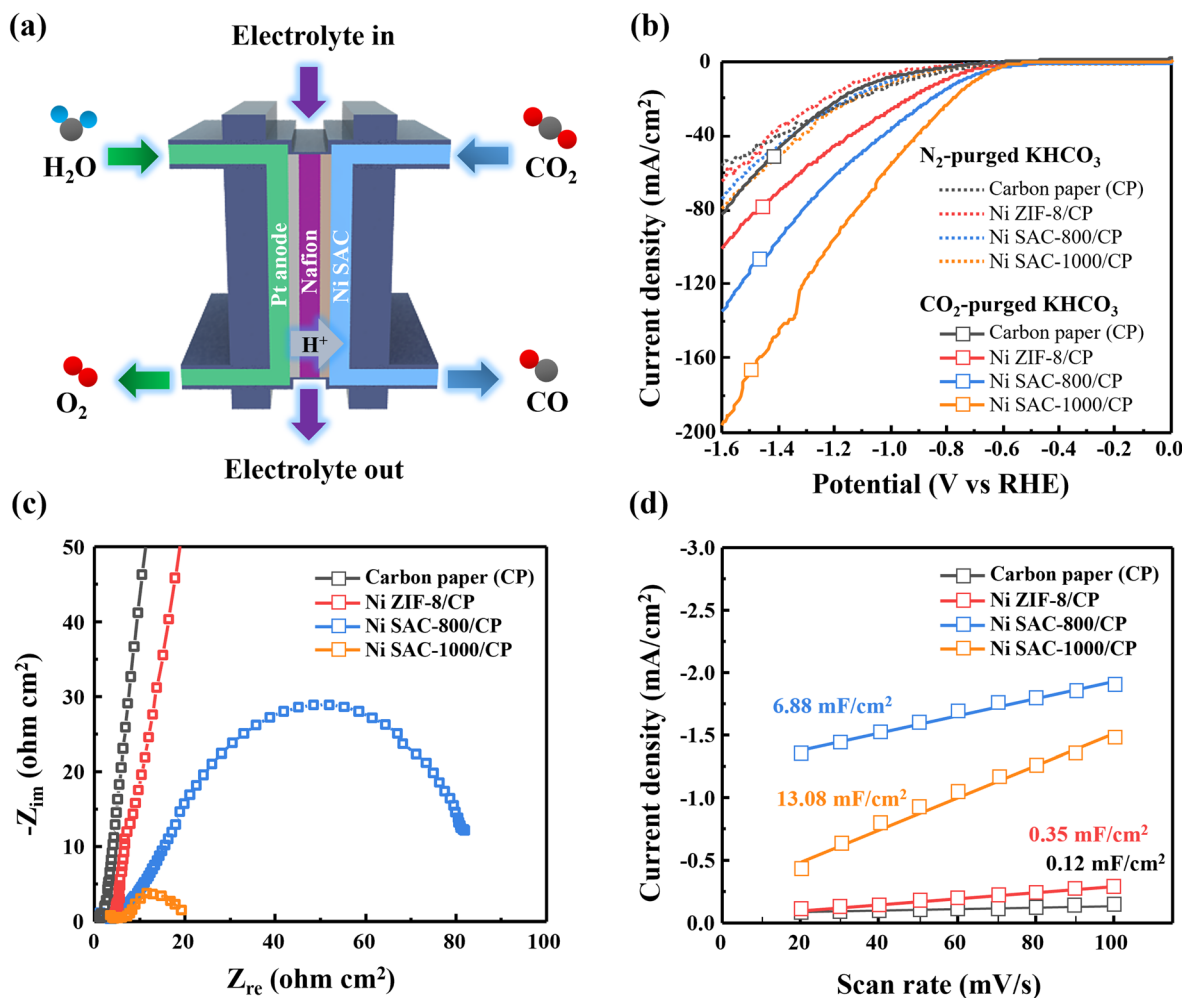 (a)
Electrolyte in
H2O
CO2
Pt anode
Nafion
Ni SAC
H+
O2
CO
Electrolyte out
(b)
Current density (mA/cm2)
0
-40
-80
-120
-160
-200
-1.6
-1.4
-1.2
-1.0
-0.8
-0.6
-0.4
-0.2
0.0
Potential (V vs RHE)
N2-purged KHCO3
Carbon paper (CP)
Ni ZIF-8/CP
Ni SAC-800/CP
Ni SAC-1000/CP
CO2-purged KHCO3
Carbon paper (CP)
Ni ZIF-8/CP
Ni SAC-800/CP
Ni SAC-1000/CP
(c)
-Zim (ohm cm2)
50
40
30
20
10
0
0
20
40
60
80
100
Zre (ohm cm2)
Carbon paper (CP)
Ni ZIF-8/CP
Ni SAC-800/CP
Ni SAC-1000/CP
(d)
Current density (mA/cm2)
-3.0
-2.5
-2.0
-1.5
-1.0
-0.5
0.0
Carbon paper (CP)
Ni ZIF-8/CP
Ni SAC-800/CP
Ni SAC-1000/CP
6.88 mF/cm2
13.08 mF/cm2
0.35 mF/cm2
0.12 mF/cm2
0
20
40
60
80
100
Scan rate (mV/s)